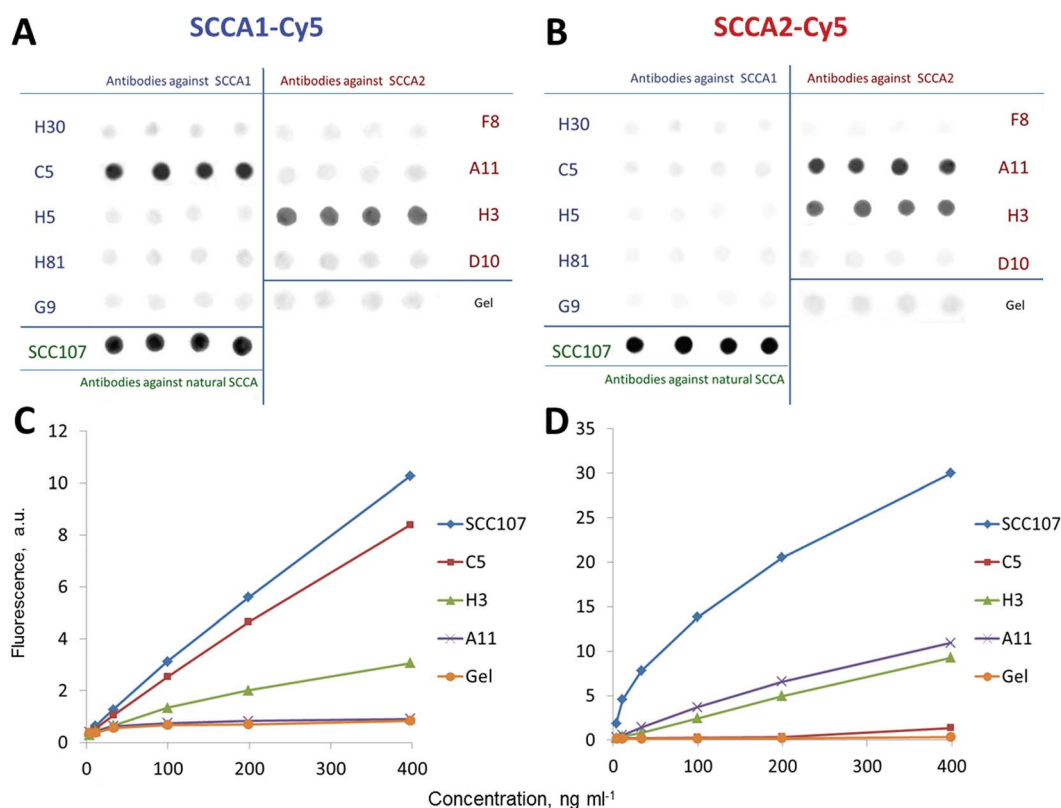 A SCCA1-Cy5
B SCCA2-Cy5
Antibodies against SCCA1 Antibodies against SCCA2
H30 F8
C5 A11
H5 H3
H81 D10
G9 Gel
SCC107
Antibodies against natural SCCA
Antibodies against SCCA1 Antibodies against SCCA2
H30 F8
C5 A11
H5 H3
H81 D10
G9 Gel
SCC107
Antibodies against natural SCCA
C
Fluorescence, a.u.
12
10
8
6
4
2
0
0 100 200 300 400
SCC107
C5
H3
A11
Gel
D
35
30
25
20
15
10
5
0
0 100 200 300 400
SCC107
C5
H3
A11
Gel
Concentration, ng ml-1